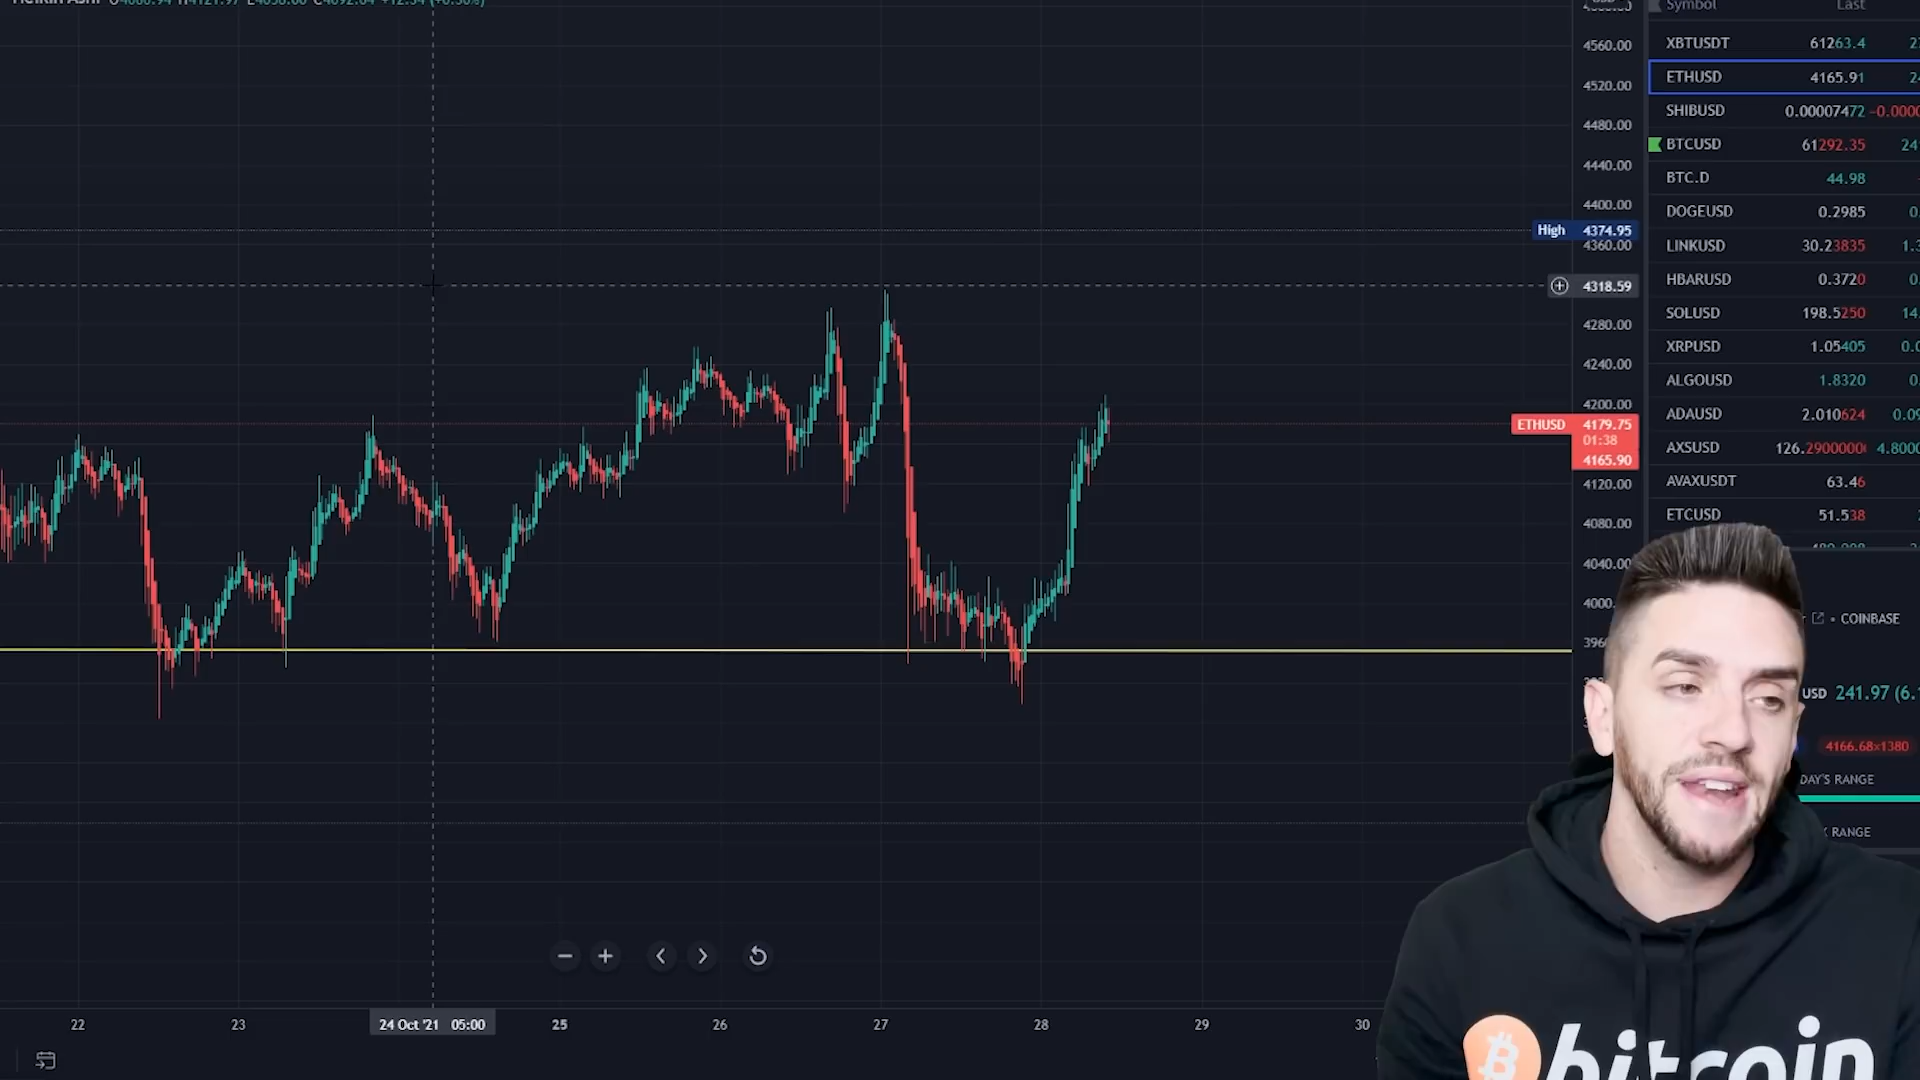 Symbol Last
XBTUSDT 61263.4
ETHUSD 4165.91
SHIBUSD 0.00007472
BTCUSD 61292.35
BTC.D 44.98
DOGEUSD 0.2985
LINKUSD 30.23835
HBARUSD 0.3720
SOLUSD 198.5250
XRPUSD 1.05405
ALGOUSD 1.8320
ADAUSD 2.010624
AXSUSD 126.2900000
AVAXUSDT 63.46
ETCUSD 51.538
4560.00
4520.00
4480.00
4440.00
4400.00
High 4374.95
4360.00
4318.59
4280.00
4240.00
4200.00
ETHUSD 4179.75
01:38
4165.90
4120.00
4080.00
4040.00
4000.
COINBASE
USD 241.97
4166.68×1380
DAY'S RANGE
RANGE
22 23 24 Oct '21 05:00 25 26 27 28 29 30
bitcoin